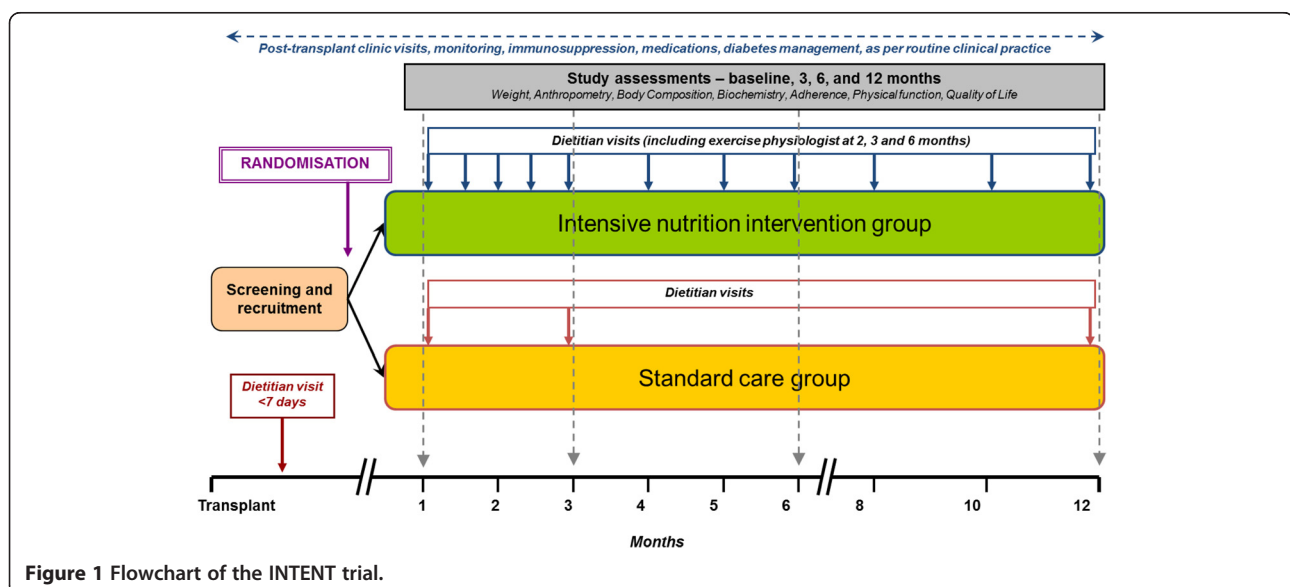 Post-transplant clinic visits, monitoring, immunosuppression, medications, diabetes management, as per routine clinical practice
Study assessments – baseline, 3, 6, and 12 months
Weight, Anthropometry, Body Composition, Biochemistry, Adherence, Physical function, Quality of Life
Dietitian visits (including exercise physiologist at 2, 3 and 6 months)
RANDOMISATION
Intensive nutrition intervention group
Screening and
recruitment
Dietitian visits
Standard care group
Dietitian visit
<7 days
Transplant 1 2 3 4 5 6 8 10 12
Months
Figure 1 Flowchart of the INTENT trial.